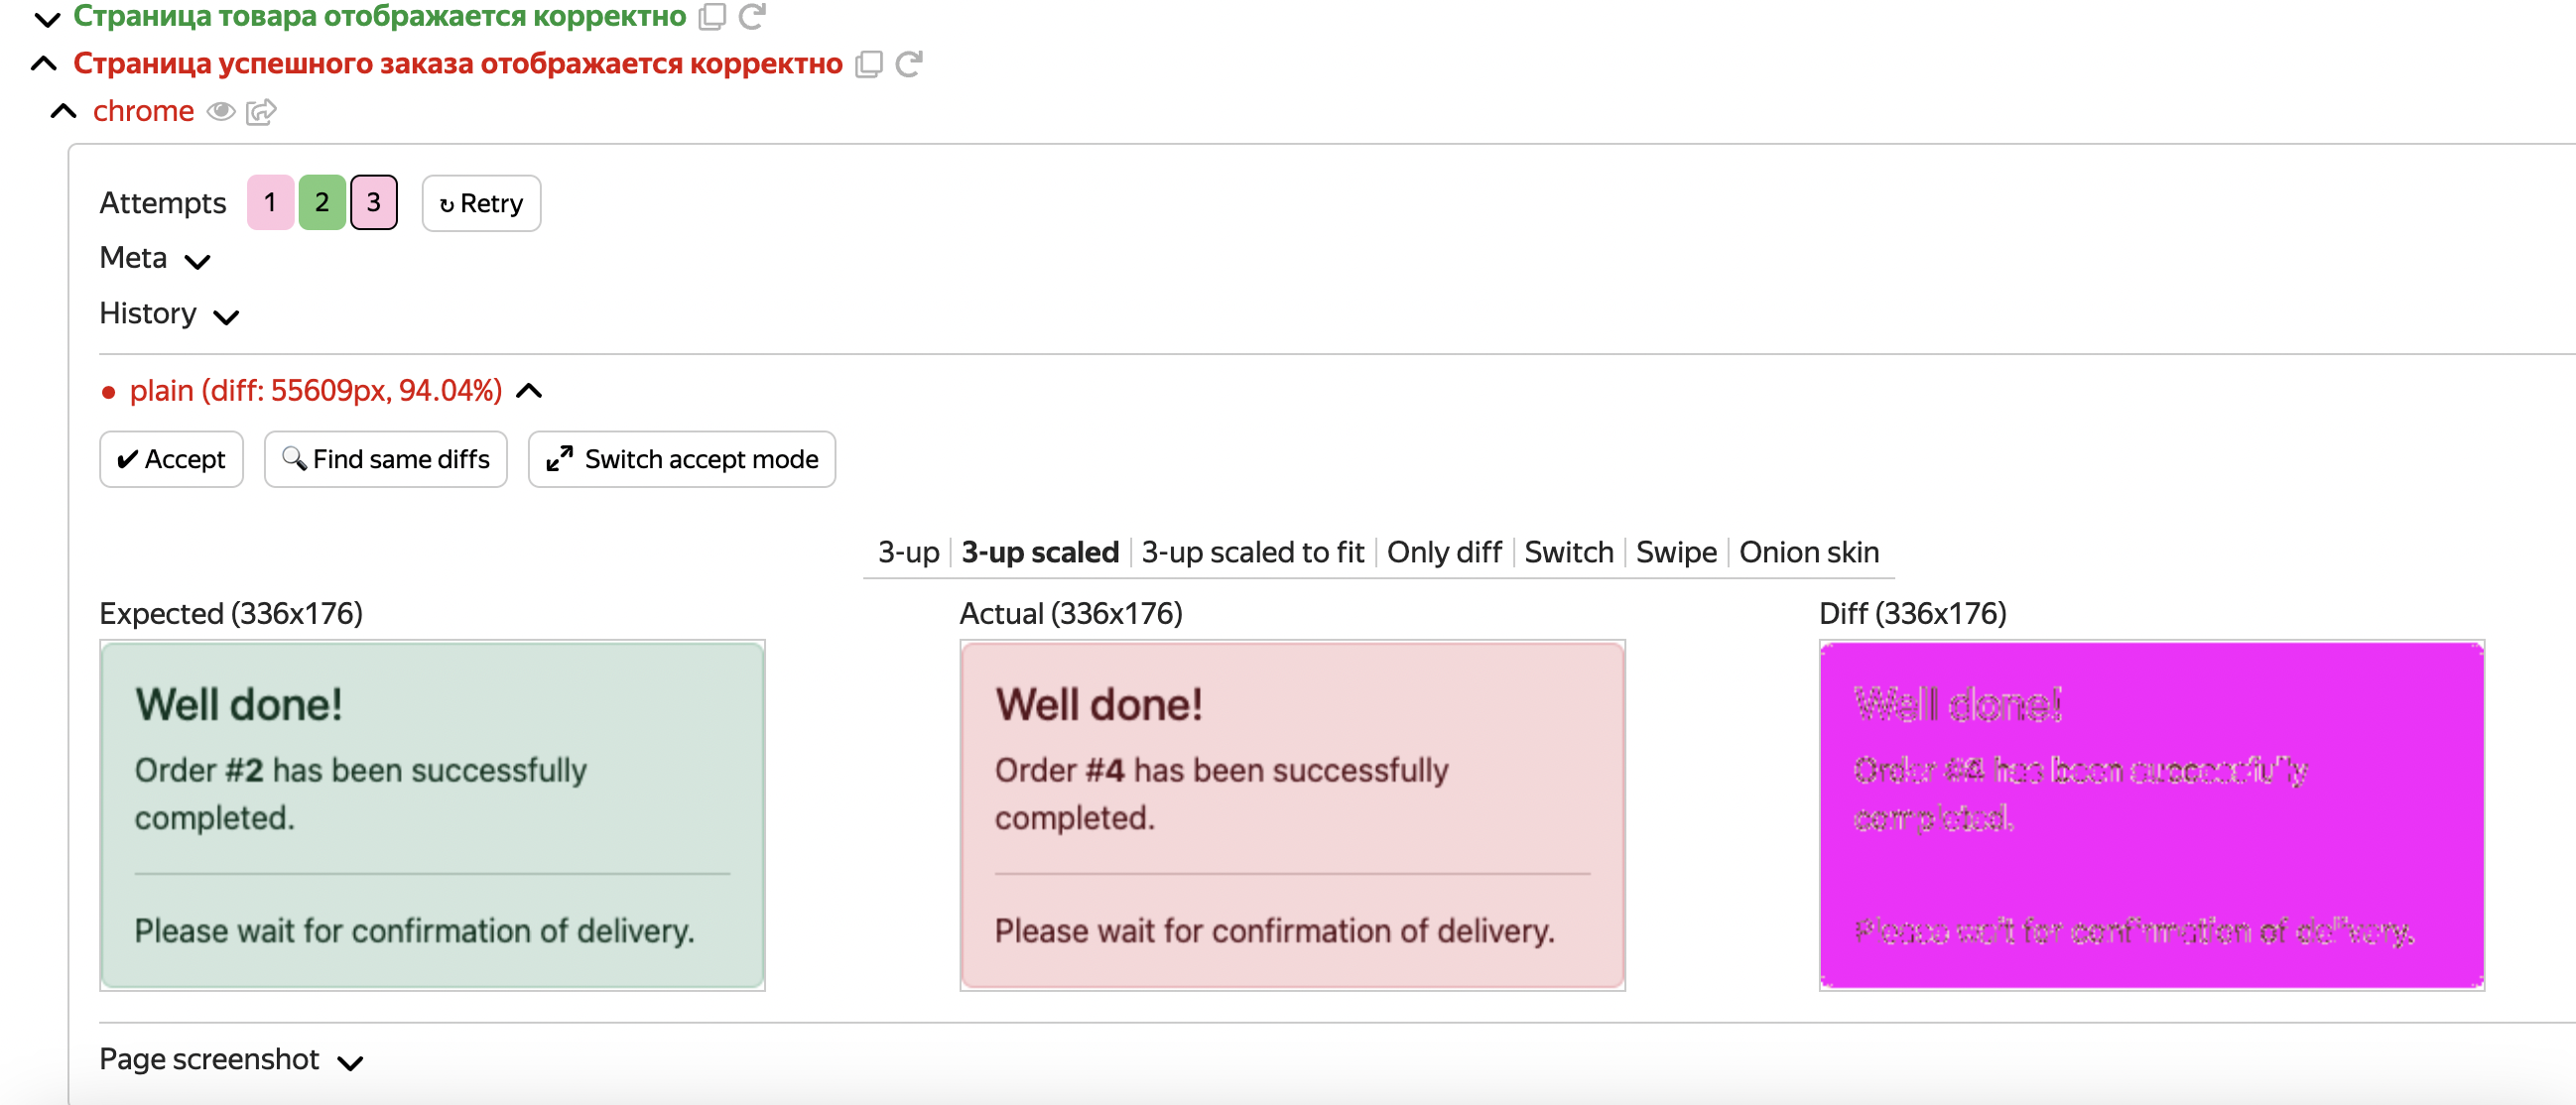 Страница товара отображается корректно
Страница успешного заказа отображается корректно
chrome
Attempts 1 2 3 ↻ Retry
Meta
History
plain (diff: 55609px, 94.04%)
✔ Accept 🔍 Find same diffs Switch accept mode
3-up 3-up scaled 3-up scaled to fit Only diff Switch Swipe Onion skin
Expected (336x176) Actual (336x176) Diff (336x176)
Well done!
Order #2 has been successfully
completed.
Please wait for confirmation of delivery.
Well done!
Order #4 has been successfully
completed.
Please wait for confirmation of delivery.
Well done!
Order #4 has been successfully
completed.
Please wait for confirmation of delivery.
Page screenshot